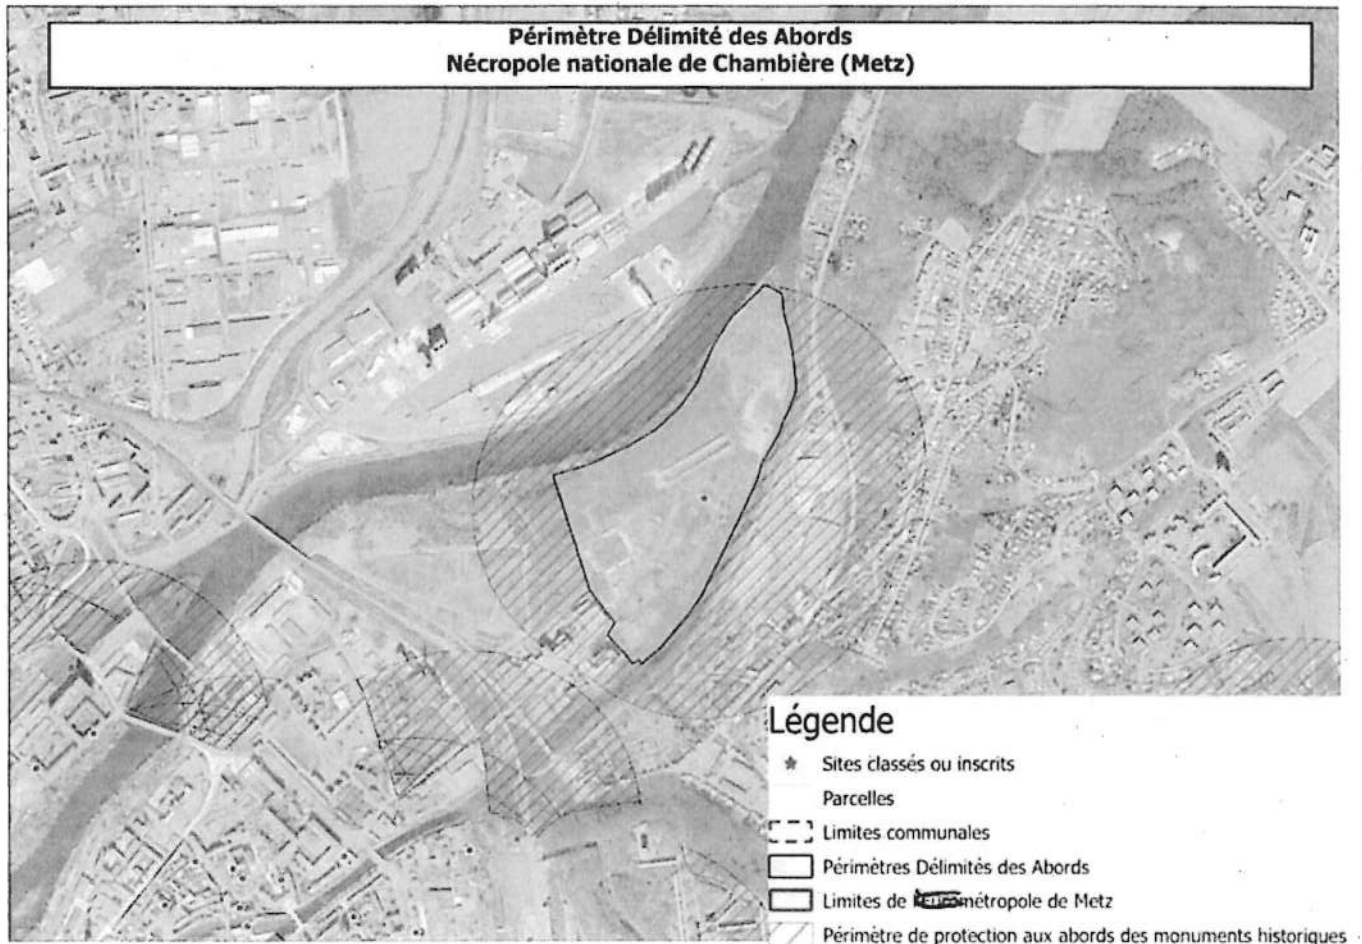 Périmètre Délimité des Abords
Nécropole nationale de Chambière (Metz)
Légende
Sites classés ou inscrits
Parcelles
Limites communales
Périmètres Délimités des Abords
Limites de métropole de Metz
Périmètre de protection aux abords des monuments historiques